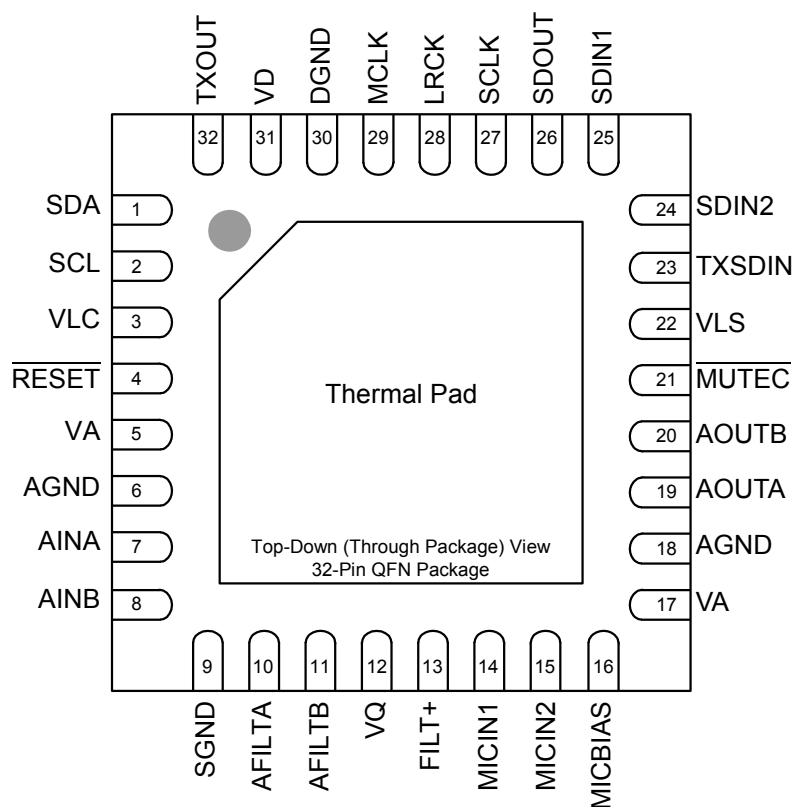 TXOUT
VD
DGND
MCLK
LRCK
SCLK
SDOUT
SDIN1
32 31 30 29 28 27 26 25
SDA 1 24 SDIN2
SCL 2 23 TXSDIN
VLC 3 22 VLS
RESET 4 21 MUTEC
Thermal Pad
VA 5 20 AOUTB
AGND 6 19 AOUTA
AINA 7 Top-Down (Through Package) View 18 AGND
32-Pin QFN Package
AINB 8 17 VA
9 10 11 12 13 14 15 16
SGND
AFILTA
AFILTB
VQ
FILT+
MICIN1
MICIN2
MICBIAS